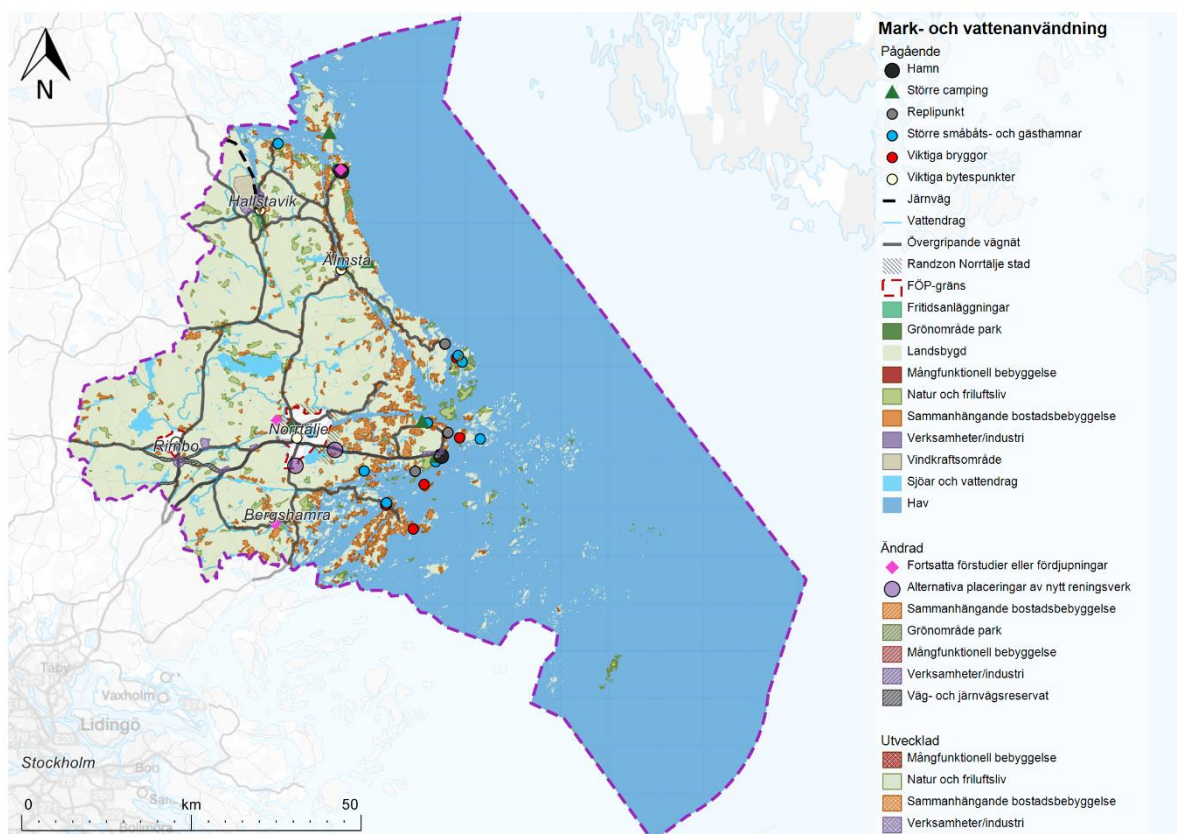 N
Hallstavik
Älmsta
Norrtälje
Rimbo
Bergshamra
Täby
Vaxholm
Lidingö
Boo
Stockholm
0 km 50
Mark- och vattenanvändning
Pågående
Hamn
Större camping
Replipunkt
Större småbåts- och gästhamnar
Viktiga bryggor
Viktiga bytespunkter
Järnväg
Vattendrag
Övergripande vägnät
Randzon Norrtälje stad
FÖP-gräns
Fritidsanläggningar
Grönområde park
Landsbygd
Mångfunktionell bebyggelse
Natur och friluftsliv
Sammanhängande bostadsbebyggelse
Verksamheter/industri
Vindkraftsområde
Sjöar och vattendrag
Hav
Ändrad
Fortsatta förstudier eller fördjupningar
Alternativa placeringar av nytt reningsverk
Sammanhängande bostadsbebyggelse
Grönområde park
Mångfunktionell bebyggelse
Verksamheter/industri
Väg- och järnvägsreservat
Utvecklad
Mångfunktionell bebyggelse
Natur och friluftsliv
Sammanhängande bostadsbebyggelse
Verksamheter/industri